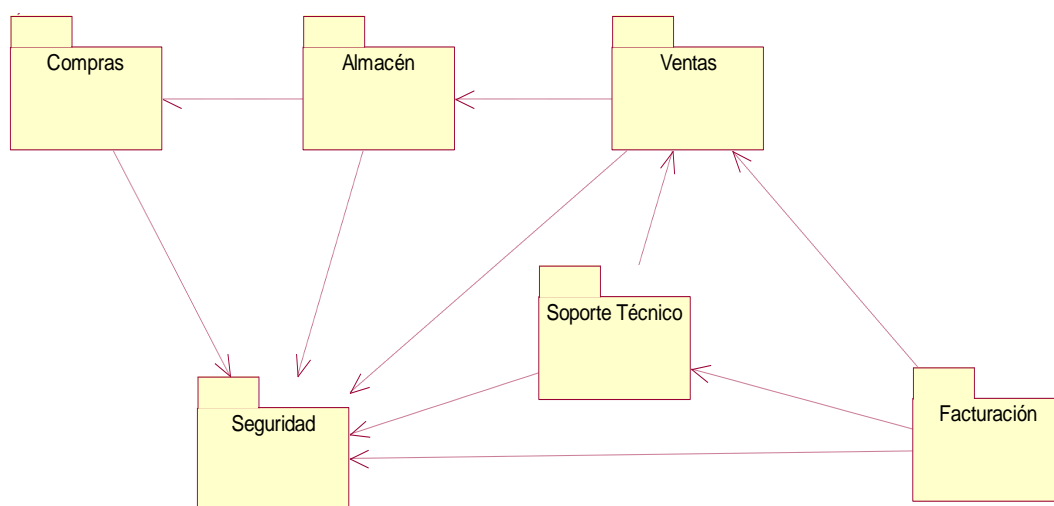 Compras
Almacén
Ventas
Soporte Técnico
Seguridad
Facturación